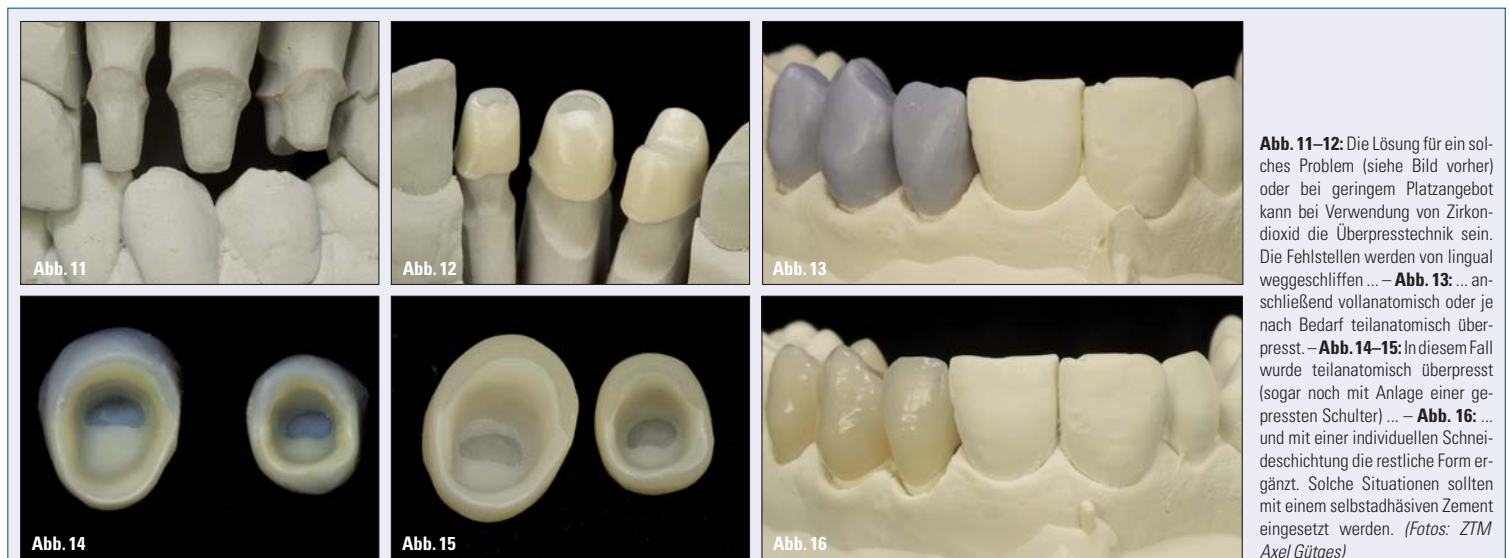 Abb. 11
Abb. 12
Abb. 13
Abb. 14
Abb. 15
Abb. 16
Abb. 11–12: Die Lösung für ein sol-
ches Problem (siehe Bild vorher)
oder bei geringem Platzangebot
kann bei Verwendung von Zirkon-
dioxid die Überpresstechnik sein.
Die Fehlstellen werden von lingual
weggeschliffen ... – Abb. 13: ... an-
schließend vollanatomisch oder je
nach Bedarf teilanatomisch über-
presst. – Abb. 14–15: In diesem Fall
wurde teilanatomisch überpresst
(sogar noch mit Anlage einer ge-
pressten Schulter) ... – Abb. 16: ...
und mit einer individuellen Schnei-
deschichtung die restliche Form er-
gänzt. Solche Situationen sollten
mit einem selbstadhäsiven Zement
eingesetzt werden. (Fotos: ZTM
Axel Gütges)